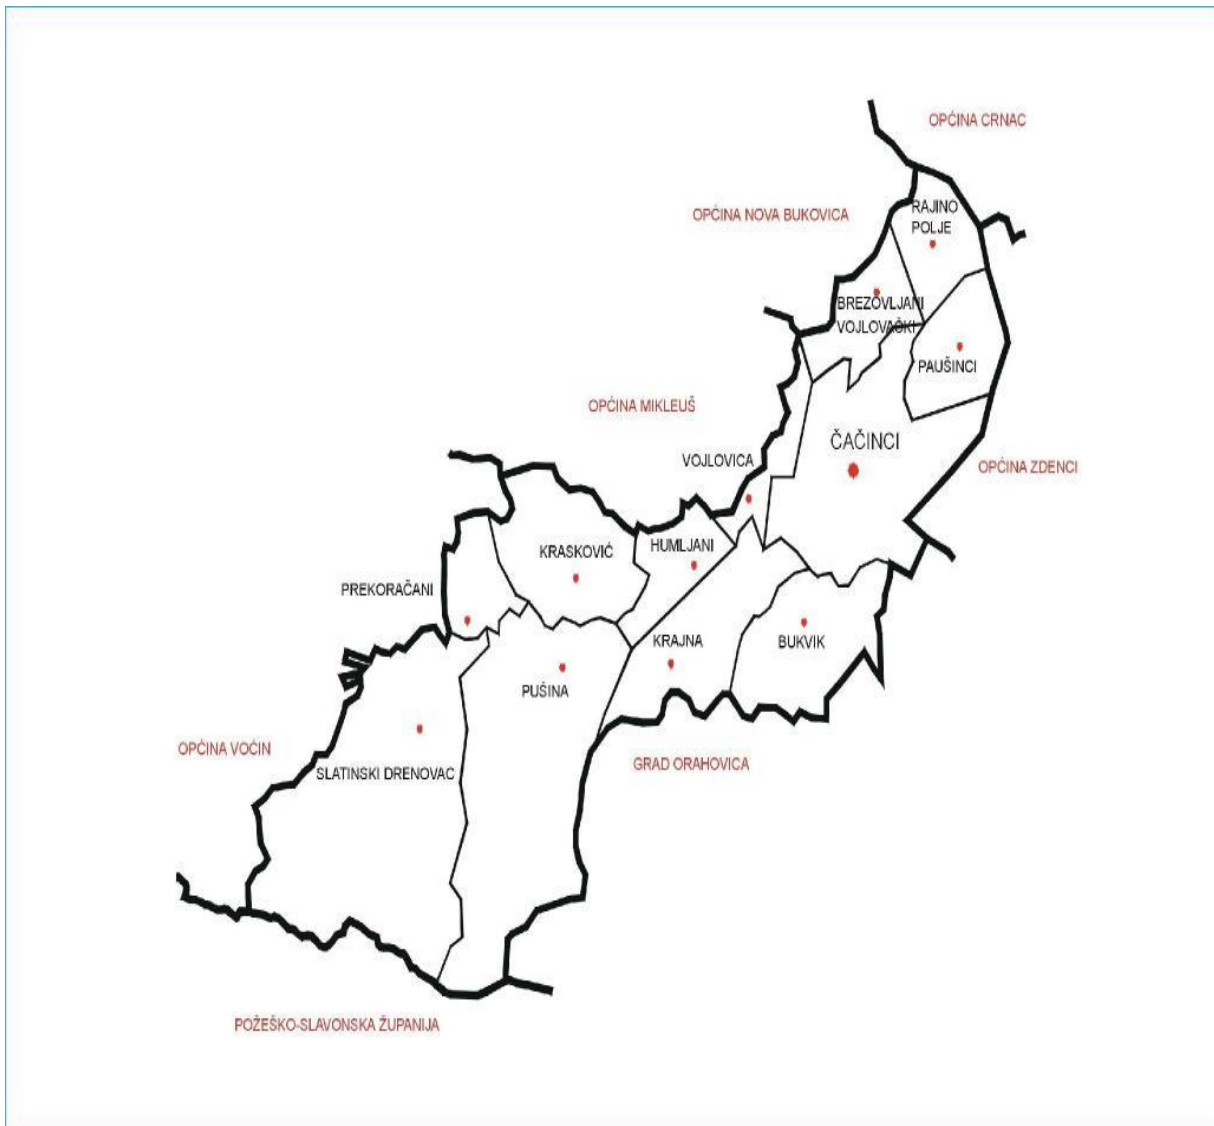 OPĆINA CRNAC
RAJINO
POLJE
OPĆINA NOVA BUKOVICA
BREZOVLJANI
VOJLOVAČKI
PAUŠINCI
OPĆINA MIKLEUŠ
ČAČINCI
VOJLOVICA
OPĆINA ZDENCI
KRASKOVIĆ
HUMLJANI
PREKORAČANI
KRAJNA
BUKVIK
PUŠINA
OPĆINA VOĆIN
GRAD ORAHOVICA
SLATINSKI DRENOVAC
POŽEŠKO-SLAVONSKA ŽUPANIJA